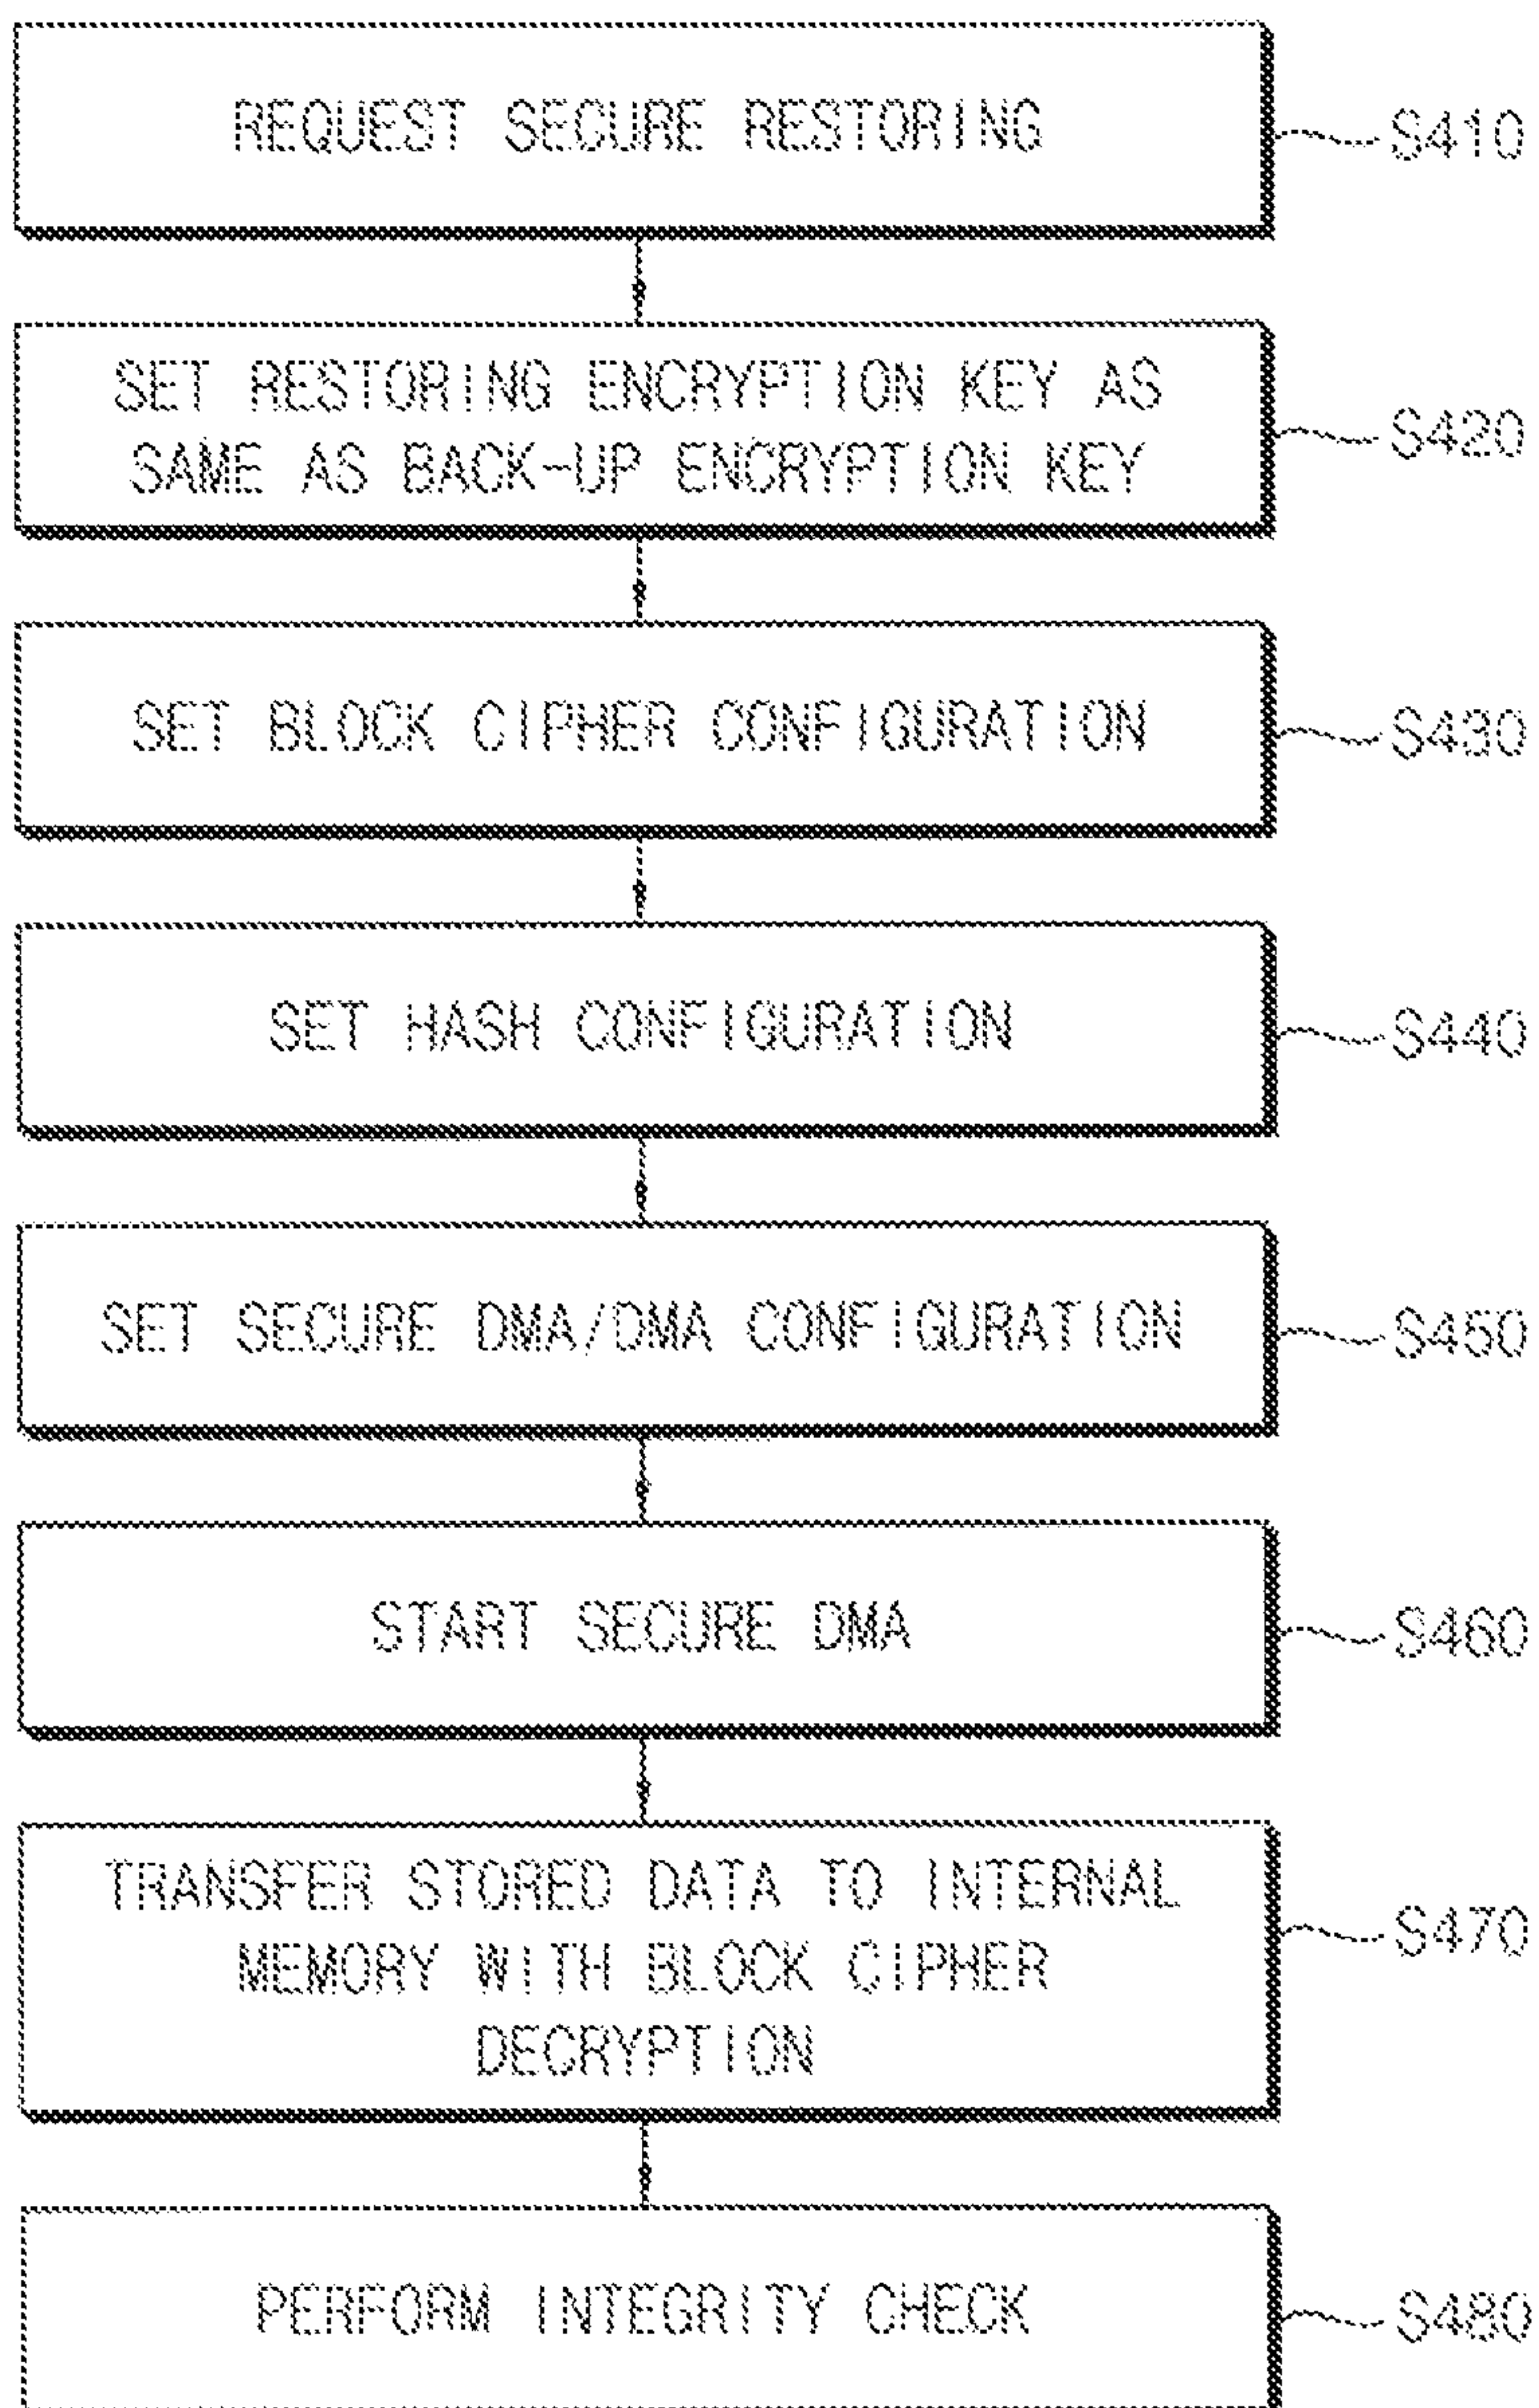 REQUEST SECURE RESTORING
S410
SET RESTORING ENCRYPTION KEY AS
SAME AS BACK-UP ENCRYPTION KEY
S420
SET BLOCK CIPHER CONFIGURATION
S430
SET HASH CONFIGURATION
S440
SET SECURE DMA/DMA CONFIGURATION
S450
START SECURE DMA
S460
TRANSFER STORED DATA TO INTERNAL
MEMORY WITH BLOCK CIPHER
DECRYPTION
S470
PERFORM INTEGRITY CHECK
S480